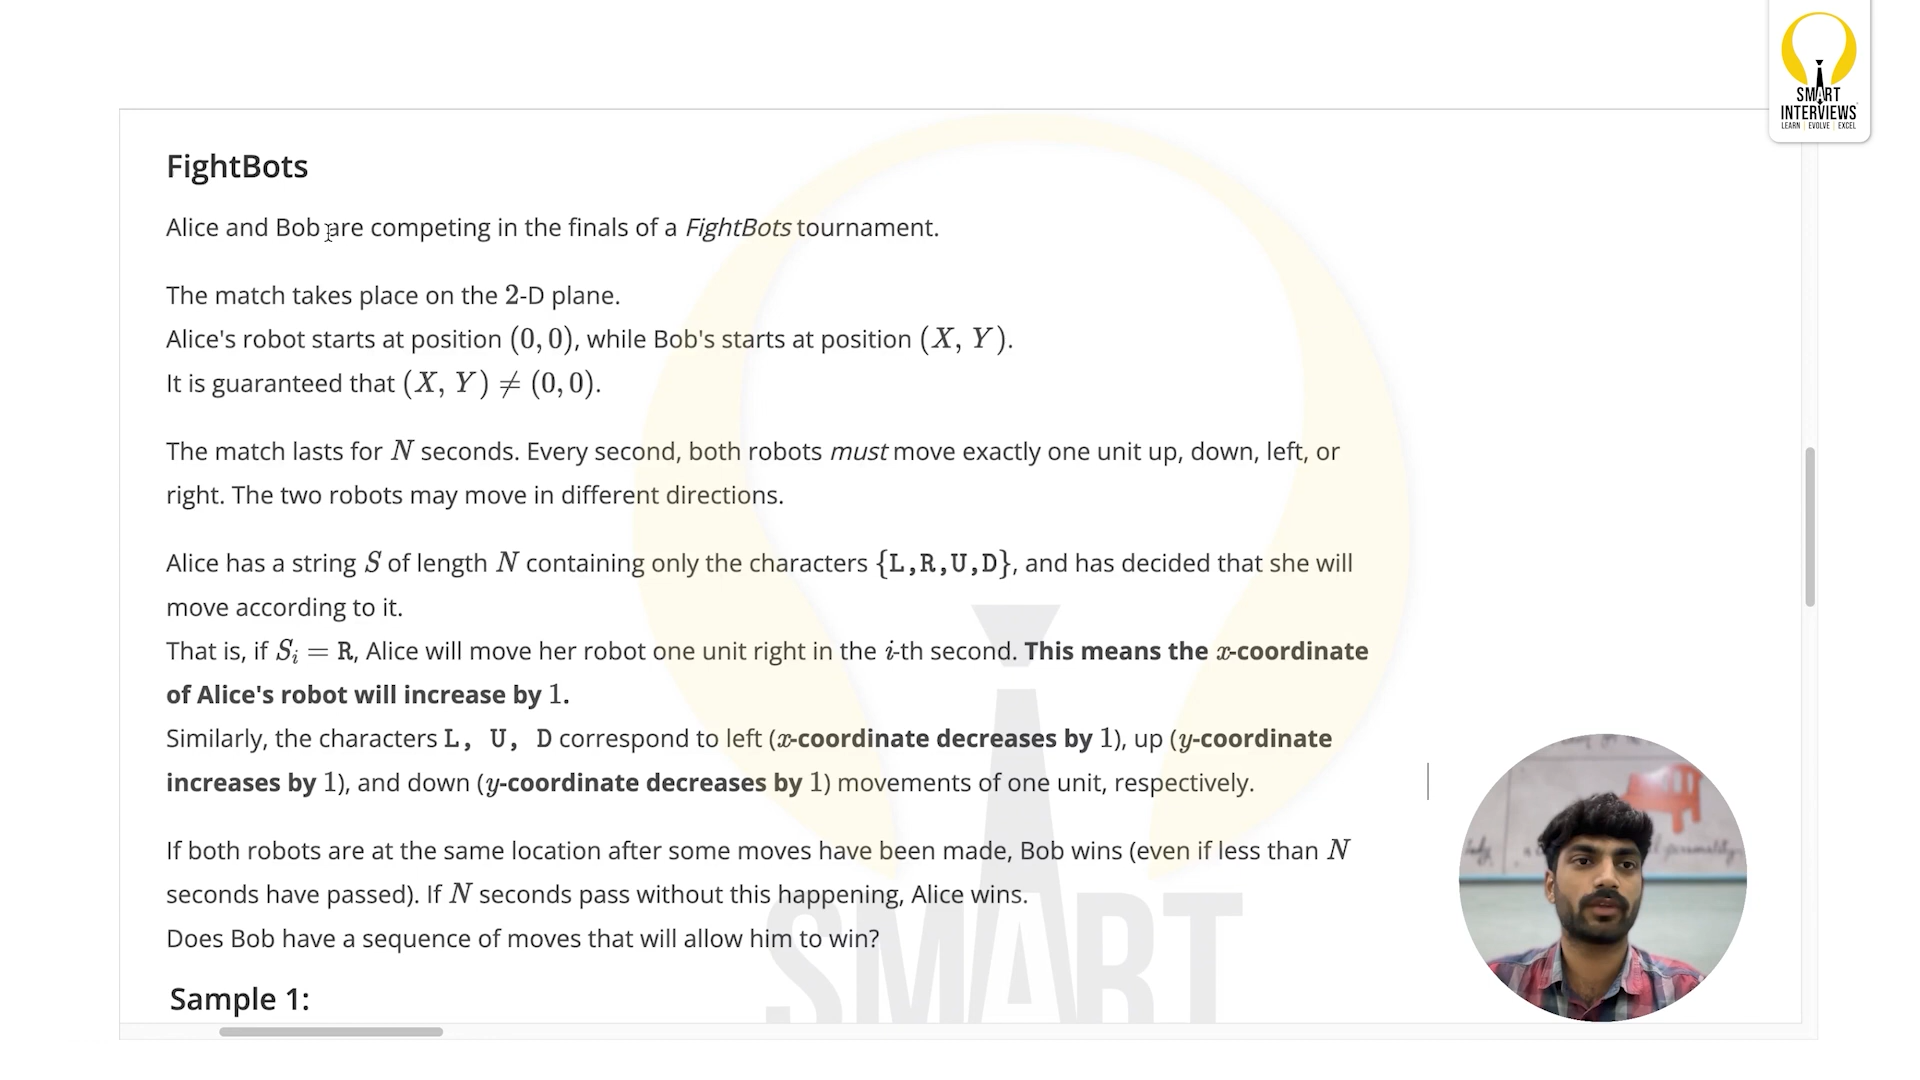 SMART
INTERVIEWS
LEARN | EVOLVE | EXCEL
FightBots
Alice and Bob are competing in the finals of a FightBots tournament.
The match takes place on the 2-D plane.
Alice's robot starts at position (0, 0), while Bob's starts at position (X, Y).
It is guaranteed that (X, Y) ≠ (0, 0).
The match lasts for N seconds. Every second, both robots must move exactly one unit up, down, left, or
right. The two robots may move in different directions.
Alice has a string S of length N containing only the characters {L,R,U,D}, and has decided that she will
move according to it.
That is, if Sᵢ = R, Alice will move her robot one unit right in the i-th second. This means the x-coordinate
of Alice's robot will increase by 1.
Similarly, the characters L, U, D correspond to left (x-coordinate decreases by 1), up (y-coordinate
increases by 1), and down (y-coordinate decreases by 1) movements of one unit, respectively.
If both robots are at the same location after some moves have been made, Bob wins (even if less than N
seconds have passed). If N seconds pass without this happening, Alice wins.
Does Bob have a sequence of moves that will allow him to win?
Sample 1:
SMART